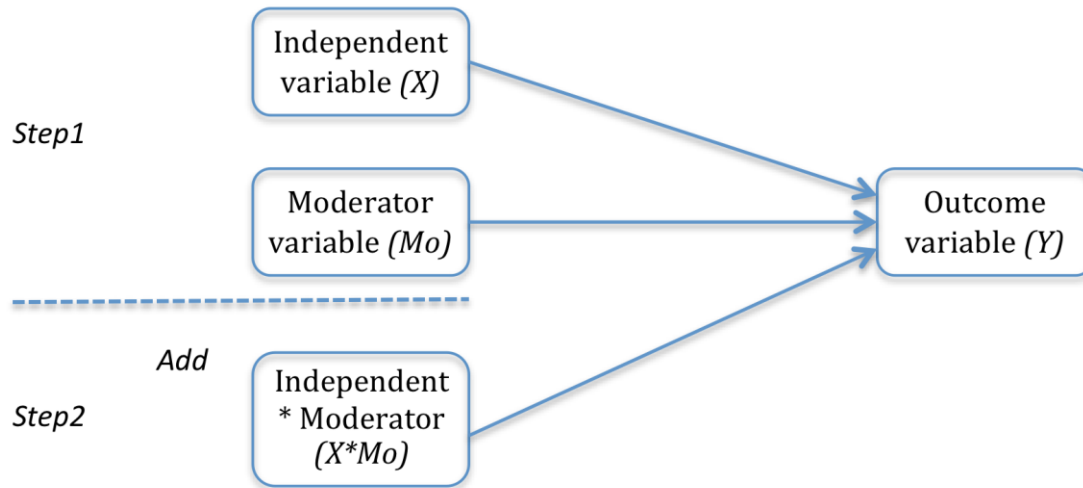 Independent
variable (X)
Step1
Moderator
variable (Mo)
Outcome
variable (Y)
Add
Independent
* Moderator
(X*Mo)
Step2